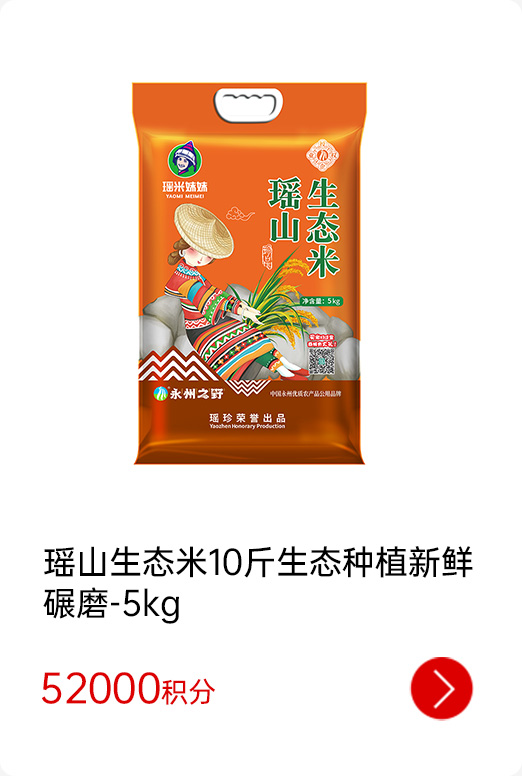 瑶米妹妹
YAOMI MEIMEI
生态米
瑶山
净含量：5kg
永州之野
中国永州优质农产品公用品牌
瑶珍荣誉出品
Yaozhen Honorary Production
瑶山生态米10斤生态种植新鲜
碾磨-5kg
52000积分